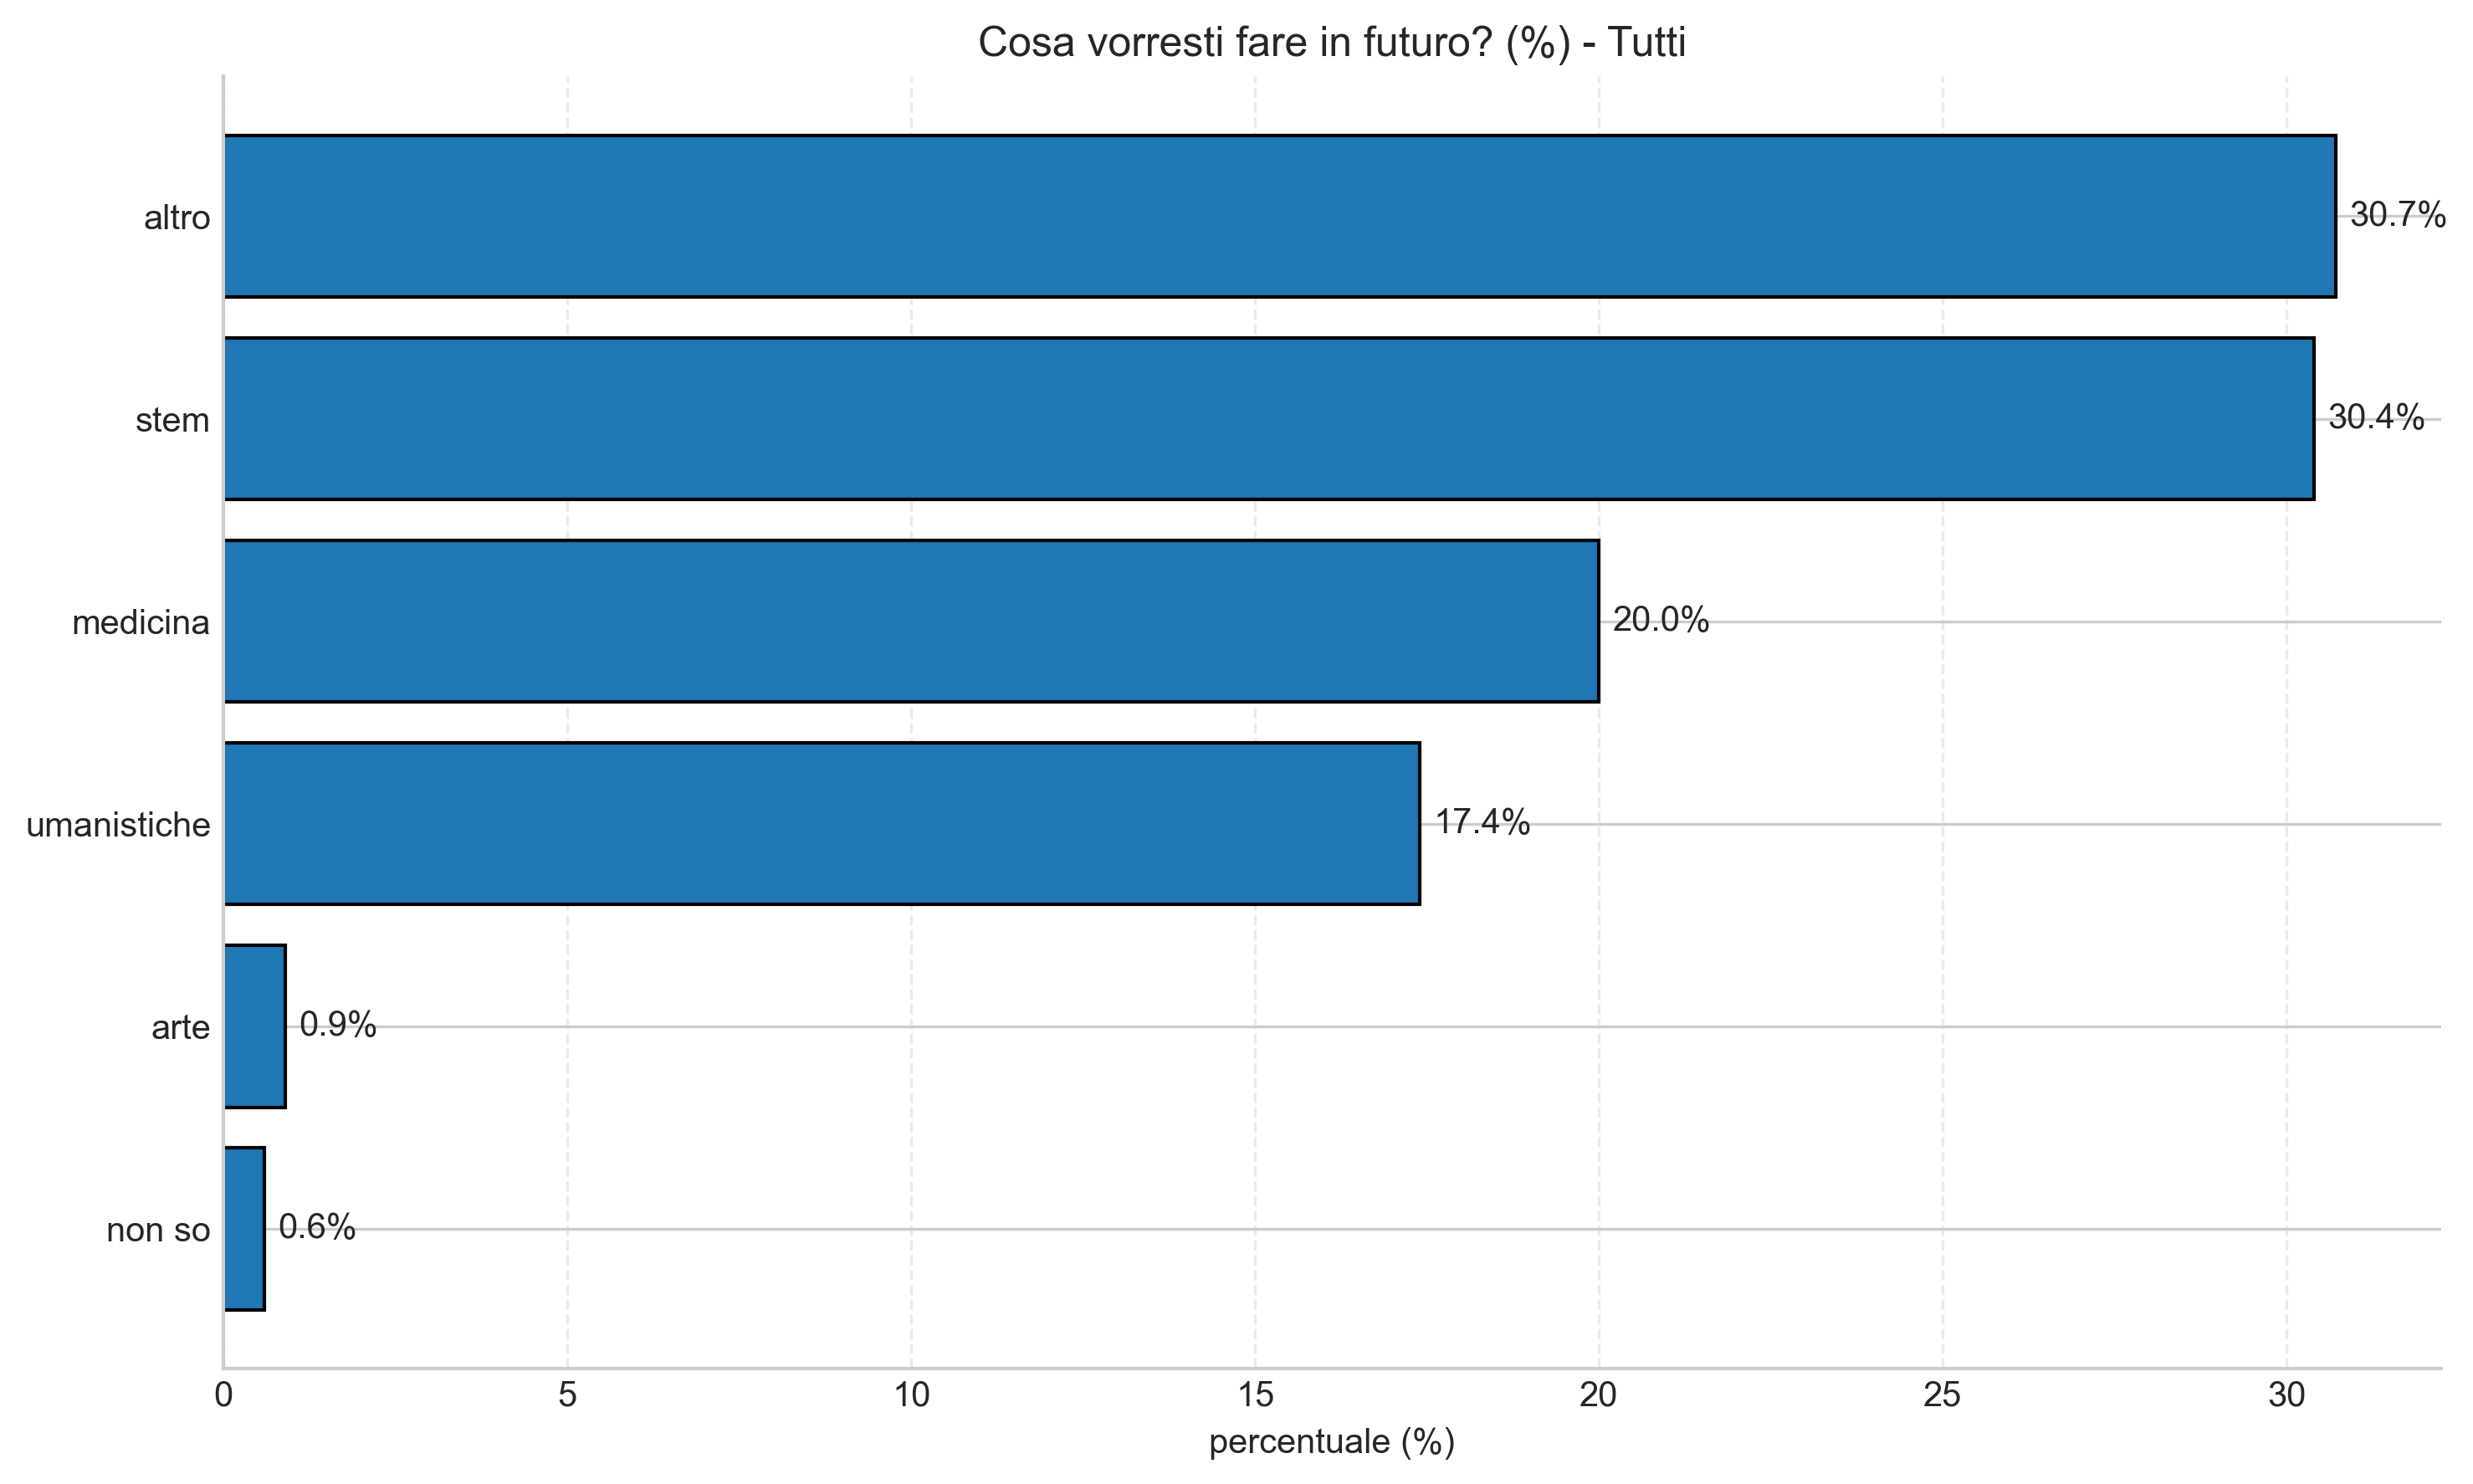 Cosa vorresti fare in futuro? (%) - Tutti
altro 30.7%
stem 30.4%
medicina 20.0%
umanistiche 17.4%
arte 0.9%
non so 0.6%
0 5 10 15 20 25 30
percentuale (%)